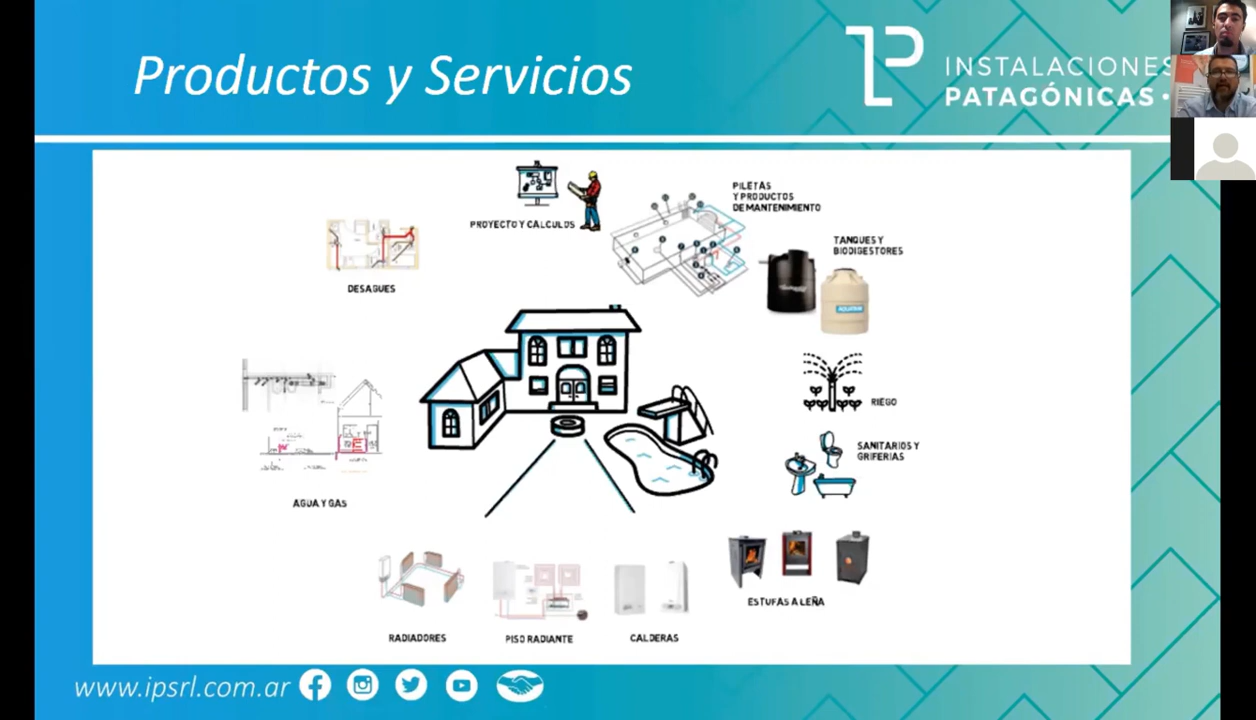 Productos y Servicios
INSTALACIONES
PATAGÓNICAS
PROYECTO Y CALCULOS
PILETAS
Y PRODUCTOS
DE MANTENIMIENTO
TANQUES Y
BIODIGESTORES
DESAGUES
RIEGO
SANITARIOS Y
GRIFERIAS
AGUA Y GAS
ESTUFAS A LEÑA
RADIADORES
PISO RADIANTE
CALDERAS
www.ipsrl.com.ar